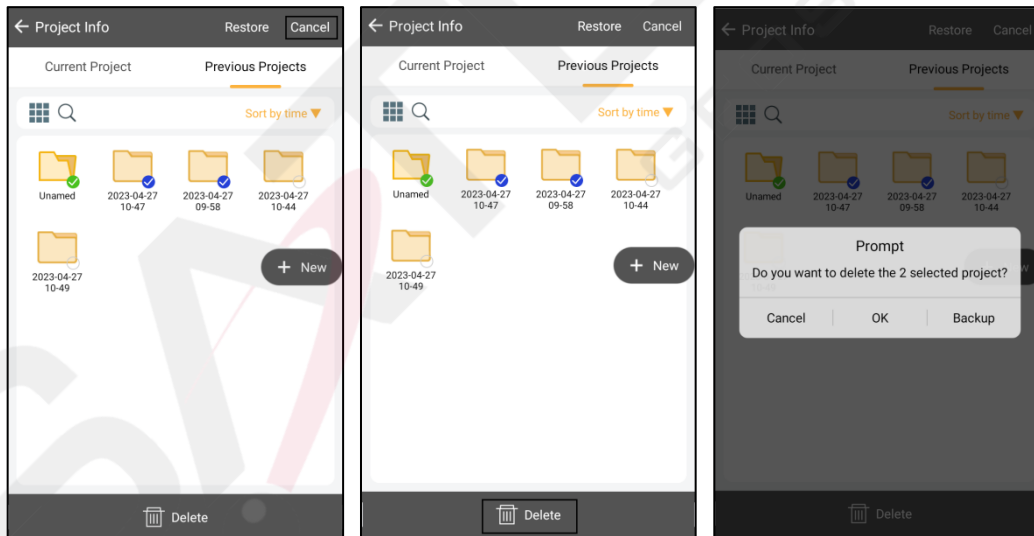 Project Info Restore Cancel
Current Project Previous Projects
Sort by time ▼
Unamed 2023-04-27 10-47 2023-04-27 09-58 2023-04-27 10-44
2023-04-27
10-49
+ New
Delete
Project Info Restore Cancel
Current Project Previous Projects
Sort by time ▼
Unamed 2023-04-27 10-47 2023-04-27 09-58 2023-04-27 10-44
2023-04-27
10-49
+ New
Delete
Project Info Restore Cancel
Current Project Previous Projects
Sort by time ▼
Unamed 2023-04-27 10-47 2023-04-27 09-58 2023-04-27 10-44
Prompt
Do you want to delete the 2 selected project?
10-49
Cancel OK Backup
Delete